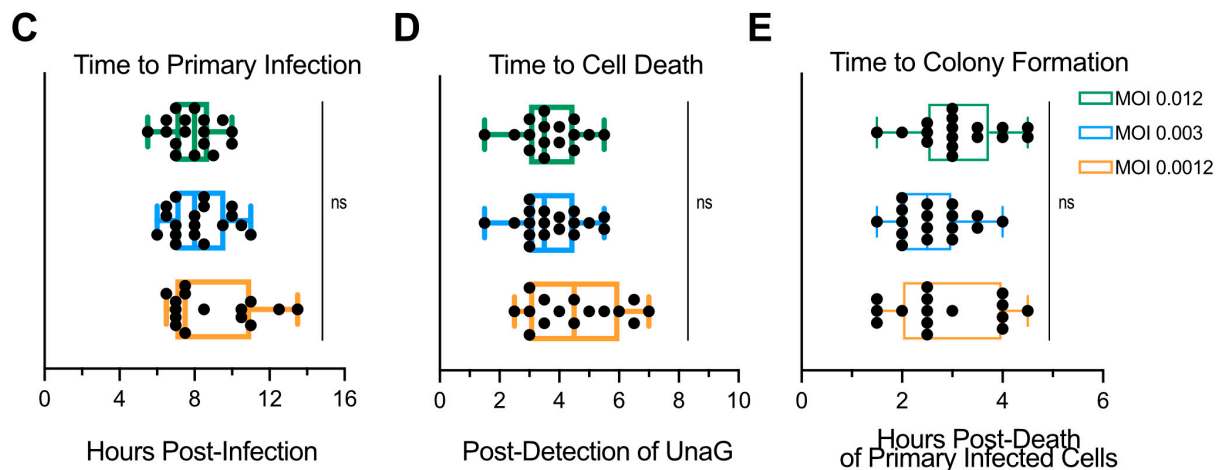 C
D
E
Time to Primary Infection
Time to Cell Death
Time to Colony Formation
MOI 0.012
MOI 0.003
MOI 0.0012
ns
ns
ns
0 4 8 12 16
0 2 4 6 8 10
0 2 4 6
Hours Post-Infection
Post-Detection of UnaG
Hours Post-Death
of Primary Infected Cells